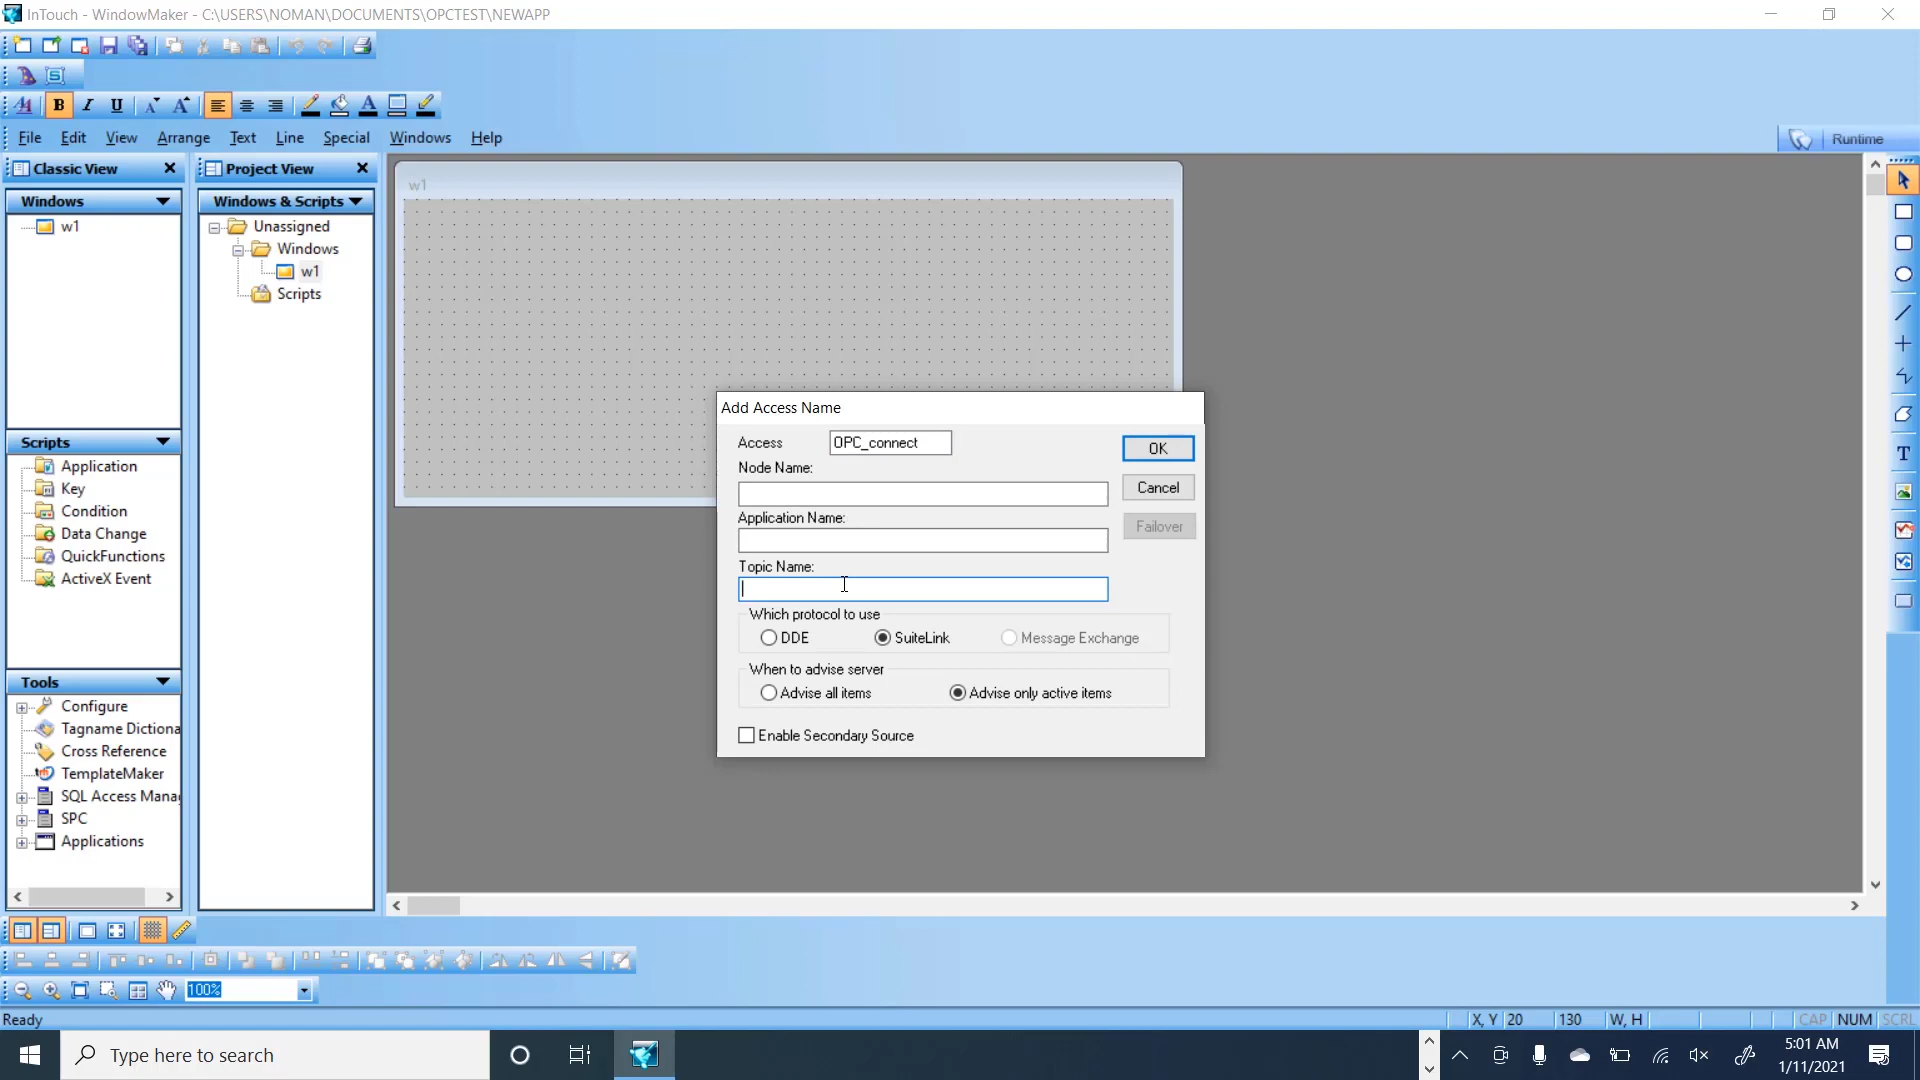 InTouch - WindowMaker - C:\USERS\NOMAN\DOCUMENTS\OPCTEST\NEWAPP
B I U A A A
File Edit View Arrange Text Line Special Windows Help
Runtime
Classic View
Project View
Windows
Windows & Scripts
w1
Unassigned
Windows
w1
Scripts
w1
Scripts
Application
Key
Condition
Data Change
QuickFunctions
ActiveX Event
Tools
Configure
Tagname Dictiona
Cross Reference
TemplateMaker
SQL Access Mana
SPC
Applications
Add Access Name
Access OPC_connect
OK
Node Name:
Cancel
Application Name:
Failover
Topic Name:
Which protocol to use
DDE SuiteLink Message Exchange
When to advise server
Advise all items Advise only active items
Enable Secondary Source
T
100%
Ready
X, Y 20 130 W, H CAP NUM SCRL
Type here to search
5:01 AM
1/11/2021